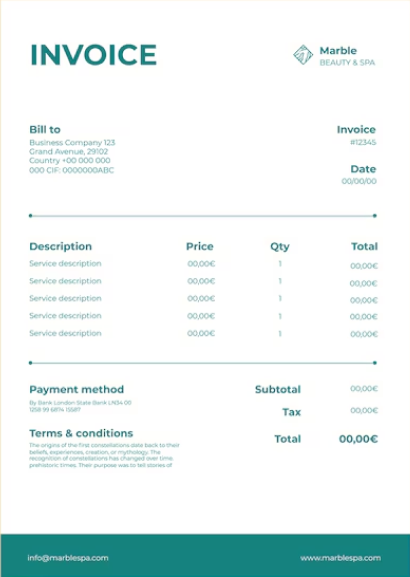 INVOICE
Marble
BEAUTY & SPA
Bill to
Business Company 123
Grand Avenue, 29102
Country +00 000 000
000 CIF: 0000000ABC
Invoice
#12345
Date
00/00/00
Description Price Qty Total
Service description 00,00€ 1 00,00€
Service description 00,00€ 1 00,00€
Service description 00,00€ 1 00,00€
Service description 00,00€ 1 00,00€
Service description 00,00€ 1 00,00€
Payment method
By Bank London State Bank LN34 00
1258 99 6874 15587
Terms & conditions
The origins of the first constellations date back to their
beliefs, experiences, creation, or mythology. The
recognition of constellations has changed over time.
prehistoric times. Their purpose was to tell stories of
Subtotal 00,00€
Tax 00,00€
Total 00,00€
info@marblespa.com www.marblespa.com